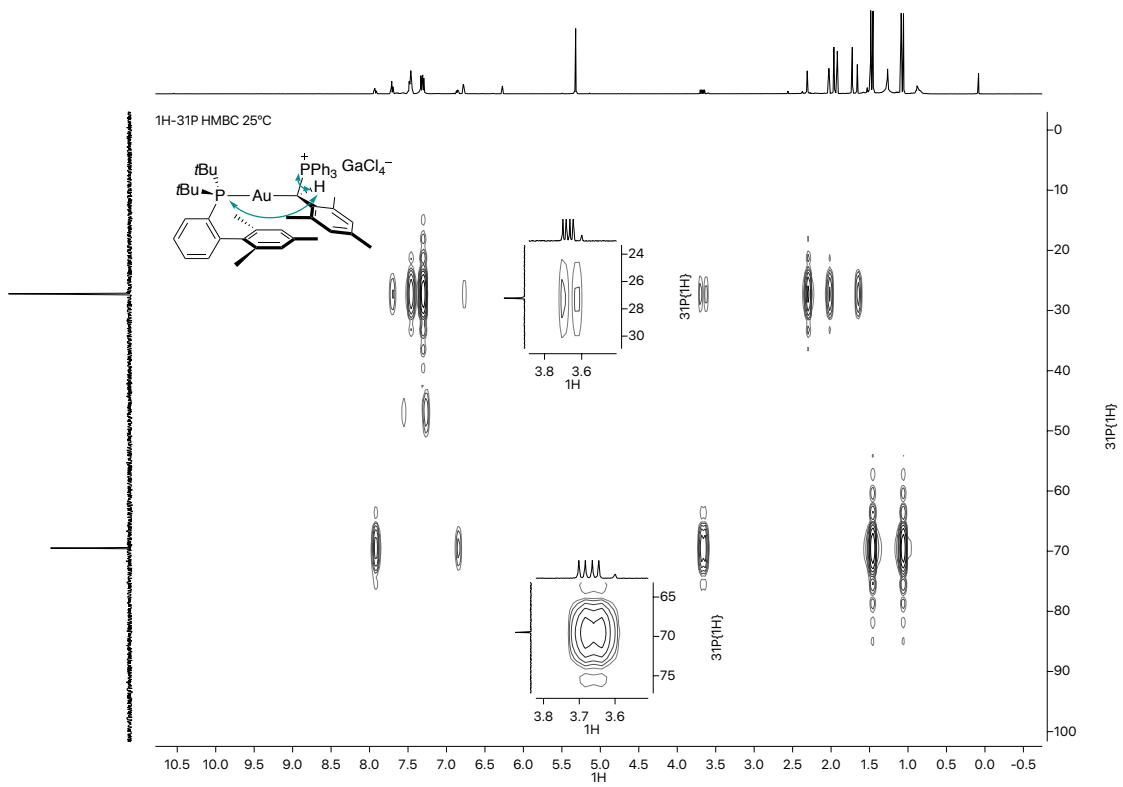 1H-31P HMBC 25°C
+
PPh3 GaCl4−
tBu
tBu P Au H
24
26
28
30
31P{1H}
3.8 3.6
1H
65
70
75
31P{1H}
3.8 3.7 3.6
1H
0
10
20
30
40
50
60
70
80
90
100
31P{1H}
10.5 10.0 9.5 9.0 8.5 8.0 7.5 7.0 6.5 6.0 5.5 5.0 4.5 4.0 3.5 3.0 2.5 2.0 1.5 1.0 0.5 0.0 -0.5
1H